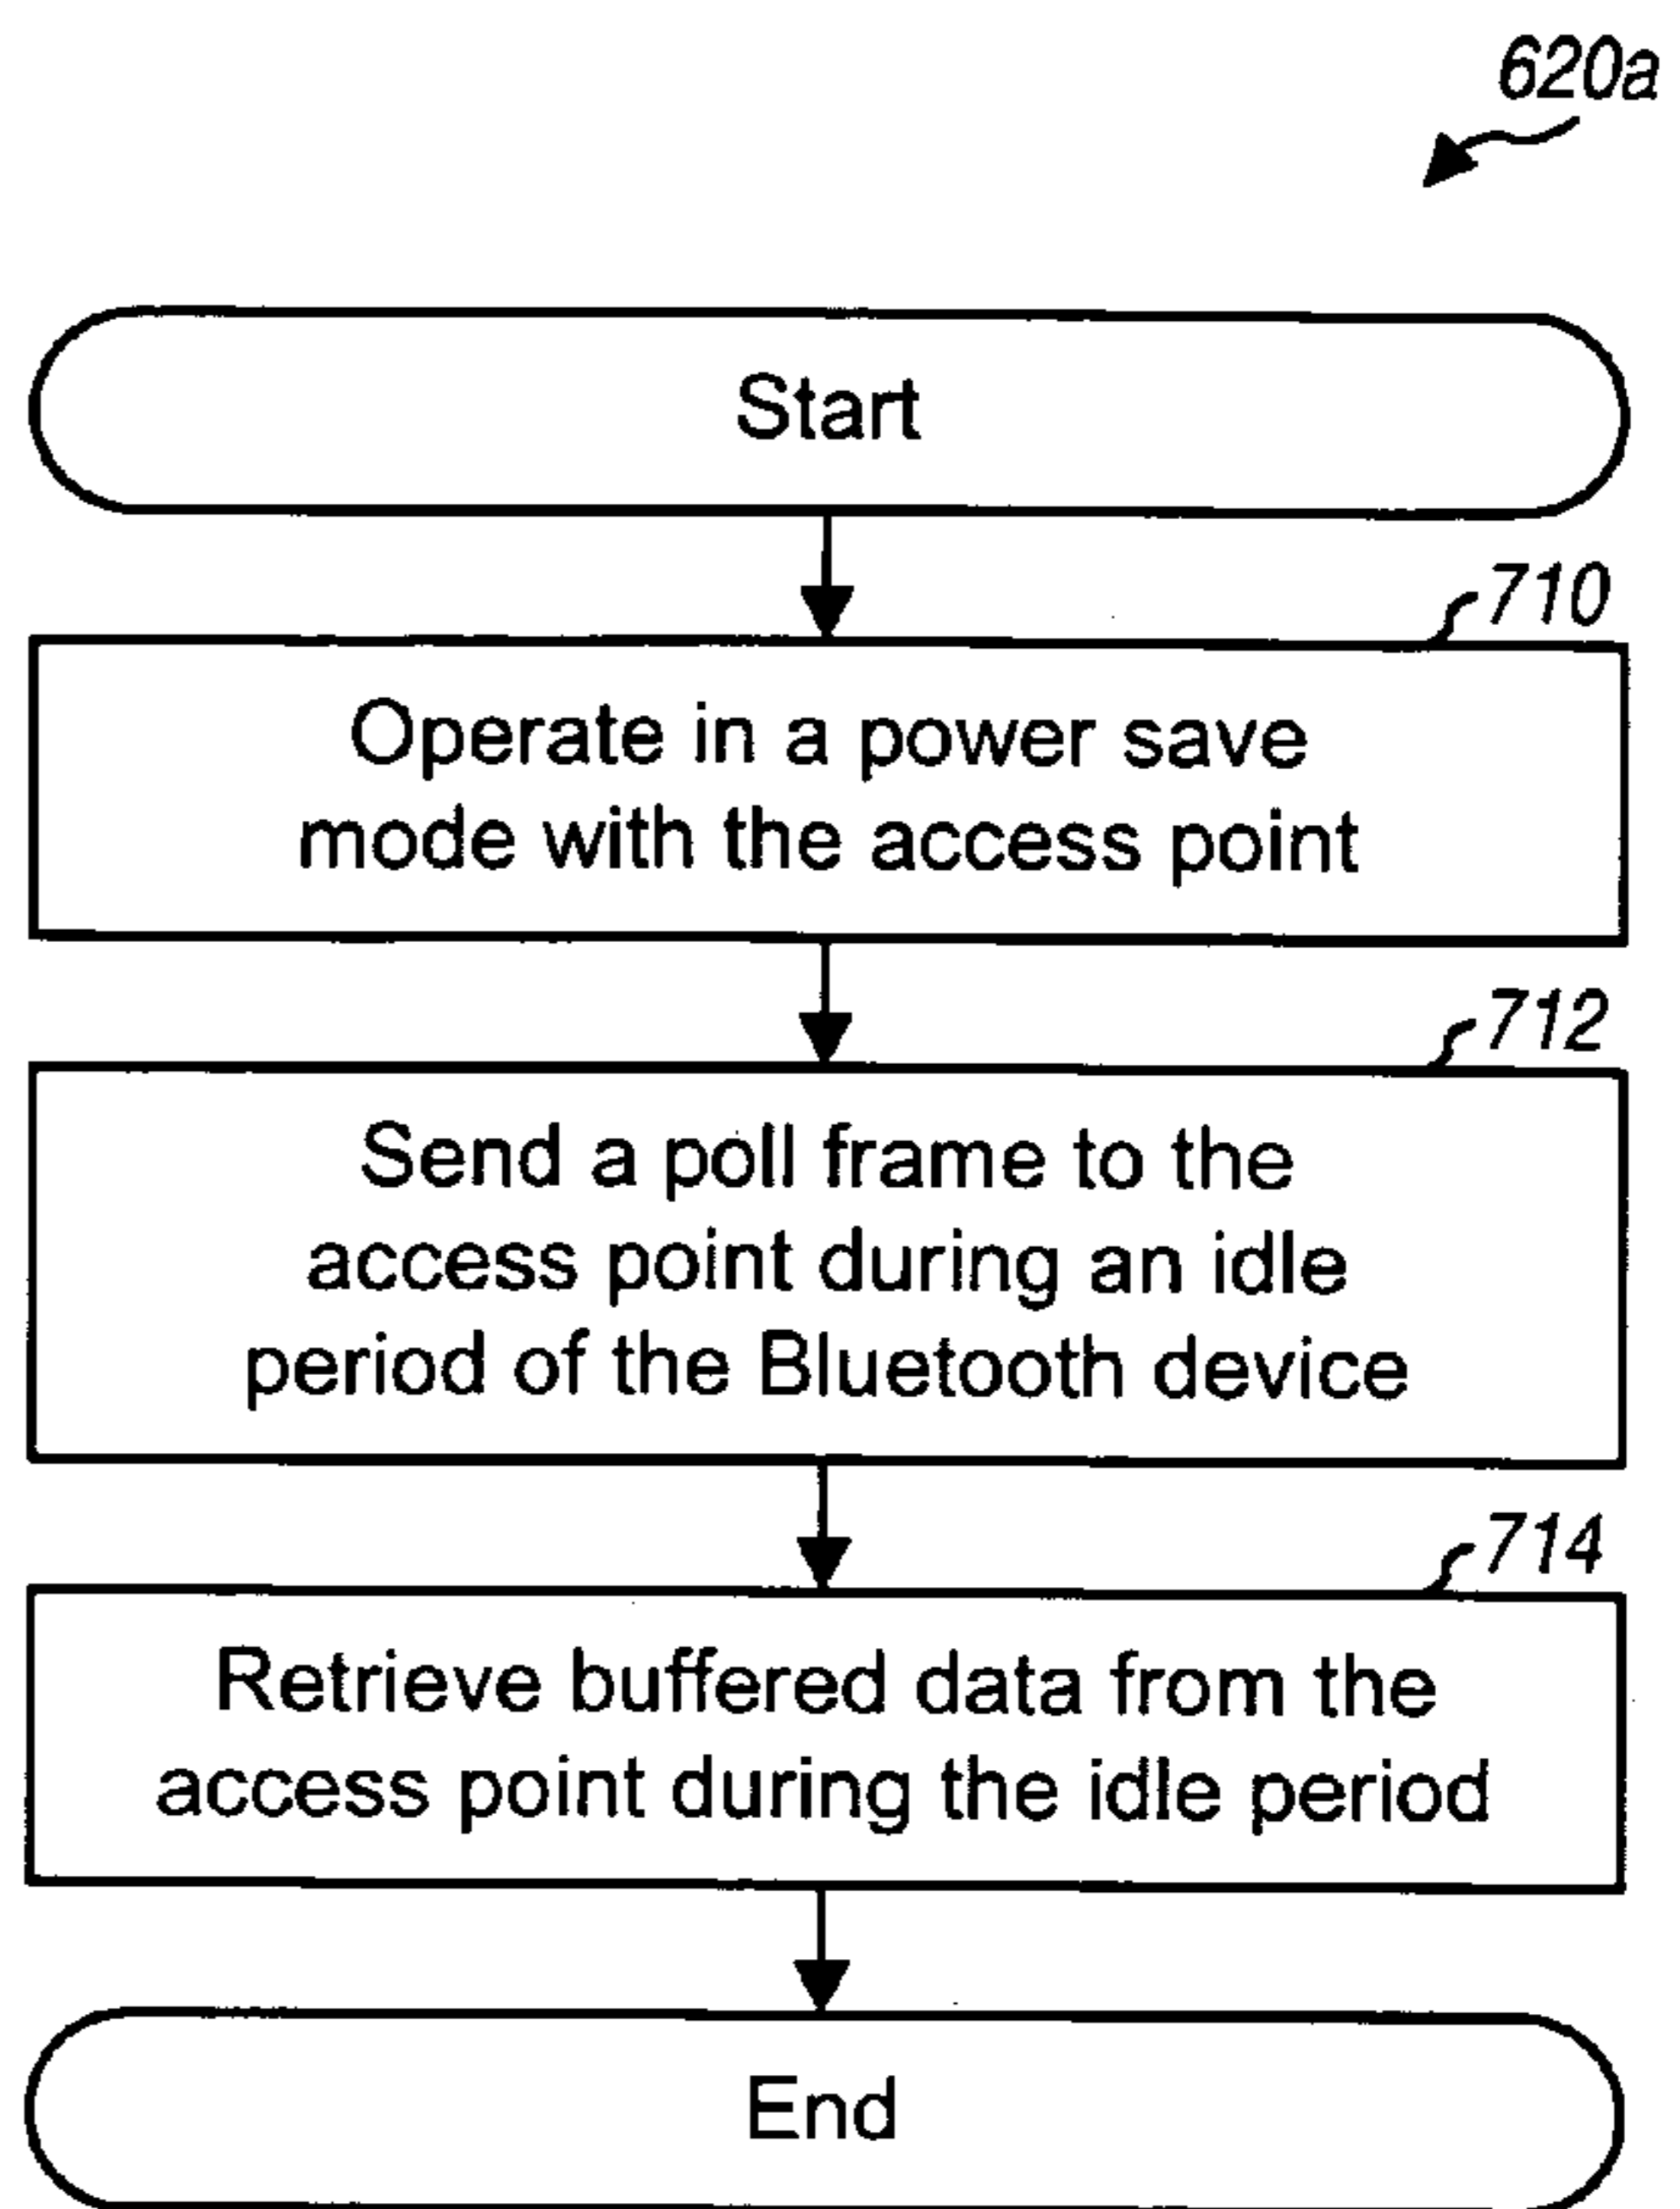 620a
Start
710
Operate in a power save
mode with the access point
712
Send a poll frame to the
access point during an idle
period of the Bluetooth device
714
Retrieve buffered data from the
access point during the idle period
End